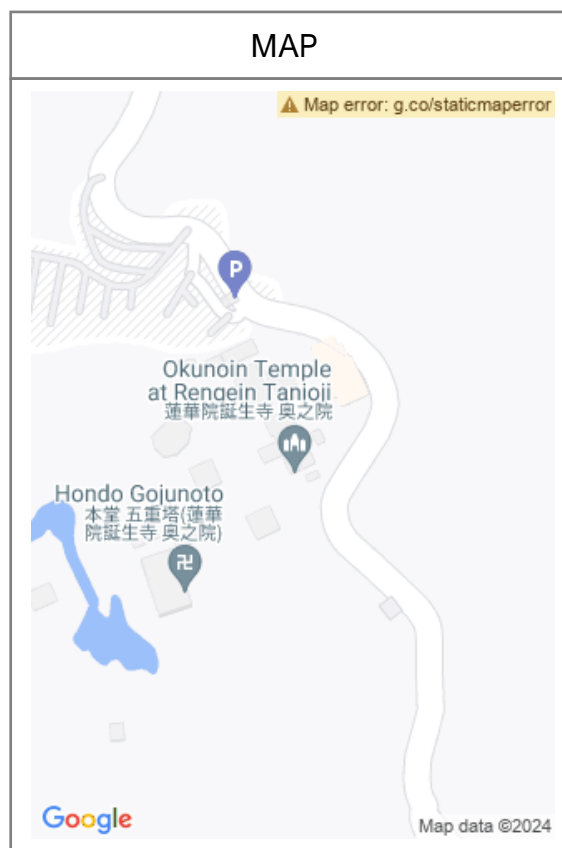 MAP
Map error: g.co/staticmaperror
P
Okunoin Temple
at Rengein Tanjoji
蓮華院誕生寺 奥之院
Hondo Gojunoto
本堂 五重塔(蓮華
院誕生寺 奥之院)
卍
Google
Map data ©2024